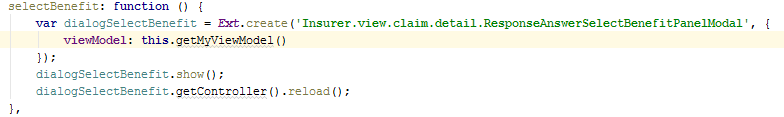 selectBenefit: function () {
    var dialogSelectBenefit = Ext.create('Insurer.view.claim.detail.ResponseAnswerSelectBenefitPanelModal', {
        viewModel: this.getMyViewModel()
    });
    dialogSelectBenefit.show();
    dialogSelectBenefit.getController().reload();
},